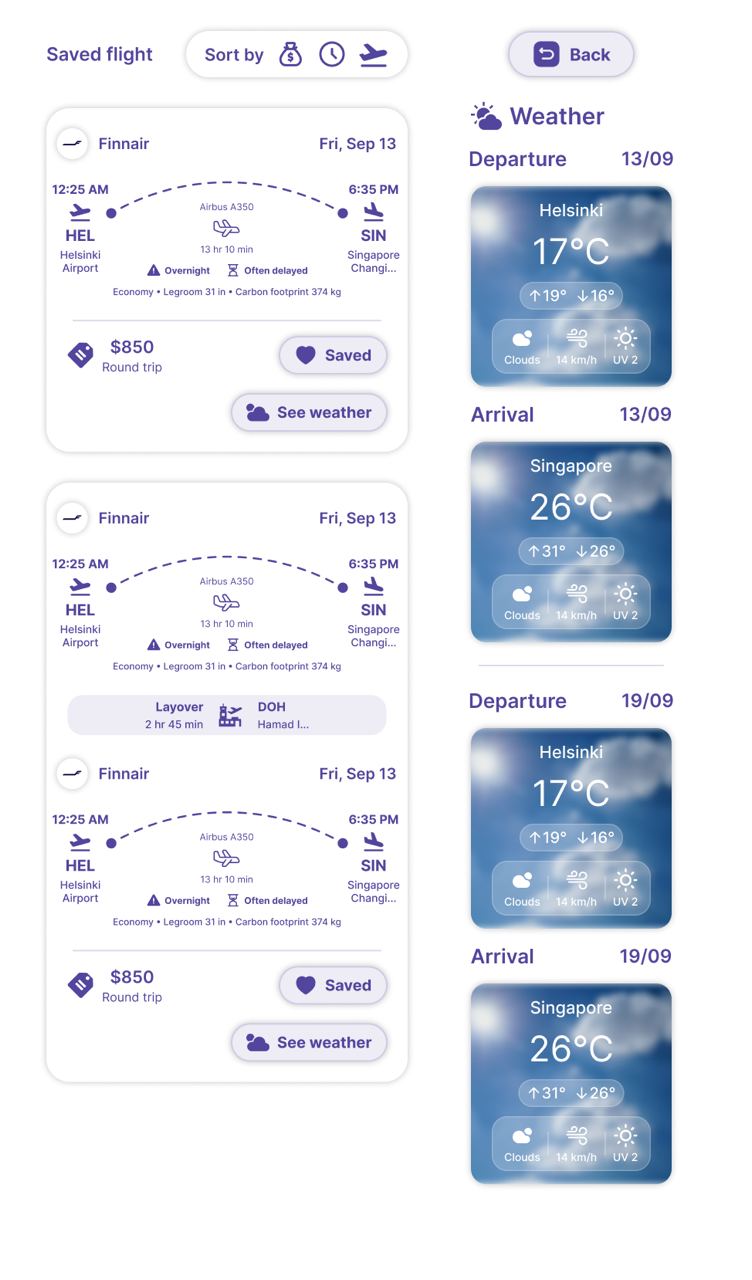 Saved flight
Sort by
Finnair Fri, Sep 13
12:25 AM 6:35 PM
Airbus A350
HEL SIN
13 hr 10 min
Helsinki Airport Singapore Changi...
Overnight Often delayed
Economy • Legroom 31 in • Carbon footprint 374 kg
$850
Round trip
Saved
See weather
Finnair Fri, Sep 13
12:25 AM 6:35 PM
Airbus A350
HEL SIN
13 hr 10 min
Helsinki Airport Singapore Changi...
Overnight Often delayed
Economy • Legroom 31 in • Carbon footprint 374 kg
Layover DOH
2 hr 45 min Hamad I...
Finnair Fri, Sep 13
12:25 AM 6:35 PM
Airbus A350
HEL SIN
13 hr 10 min
Helsinki Airport Singapore Changi...
Overnight Often delayed
Economy • Legroom 31 in • Carbon footprint 374 kg
$850
Round trip
Saved
See weather
Back
Weather
Departure 13/09
Helsinki
17°C
↑19° ↓16°
Clouds 14 km/h UV 2
Arrival 13/09
Singapore
26°C
↑31° ↓26°
Clouds 14 km/h UV 2
Departure 19/09
Helsinki
17°C
↑19° ↓16°
Clouds 14 km/h UV 2
Arrival 19/09
Singapore
26°C
↑31° ↓26°
Clouds 14 km/h UV 2